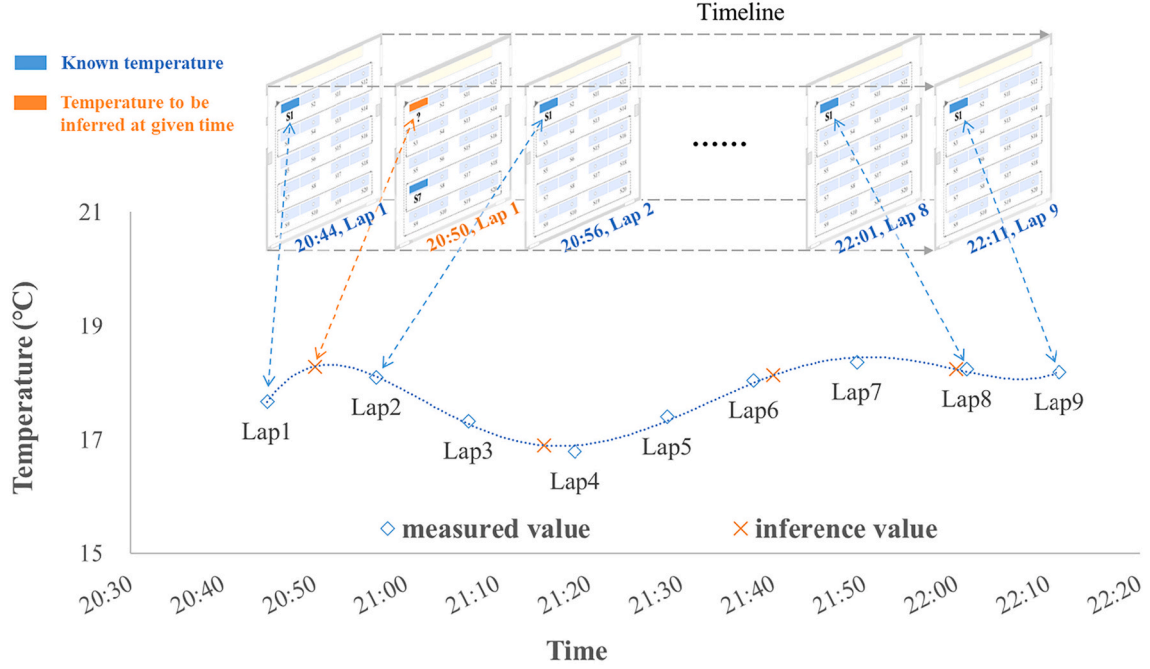 Timeline
Known temperature
Temperature to be
inferred at given time
S1
?
S7
S1
S1
S1
......
20:44, Lap 1
20:50, Lap 1
20:56, Lap 2
22:01, Lap 8
22:11, Lap 9
Temperature (℃)
21
19
17
15
Lap1
Lap2
Lap3
Lap4
Lap5
Lap6
Lap7
Lap8
Lap9
measured value
inference value
20:30
20:40
20:50
21:00
21:10
21:20
21:30
21:40
21:50
22:00
22:10
22:20
Time